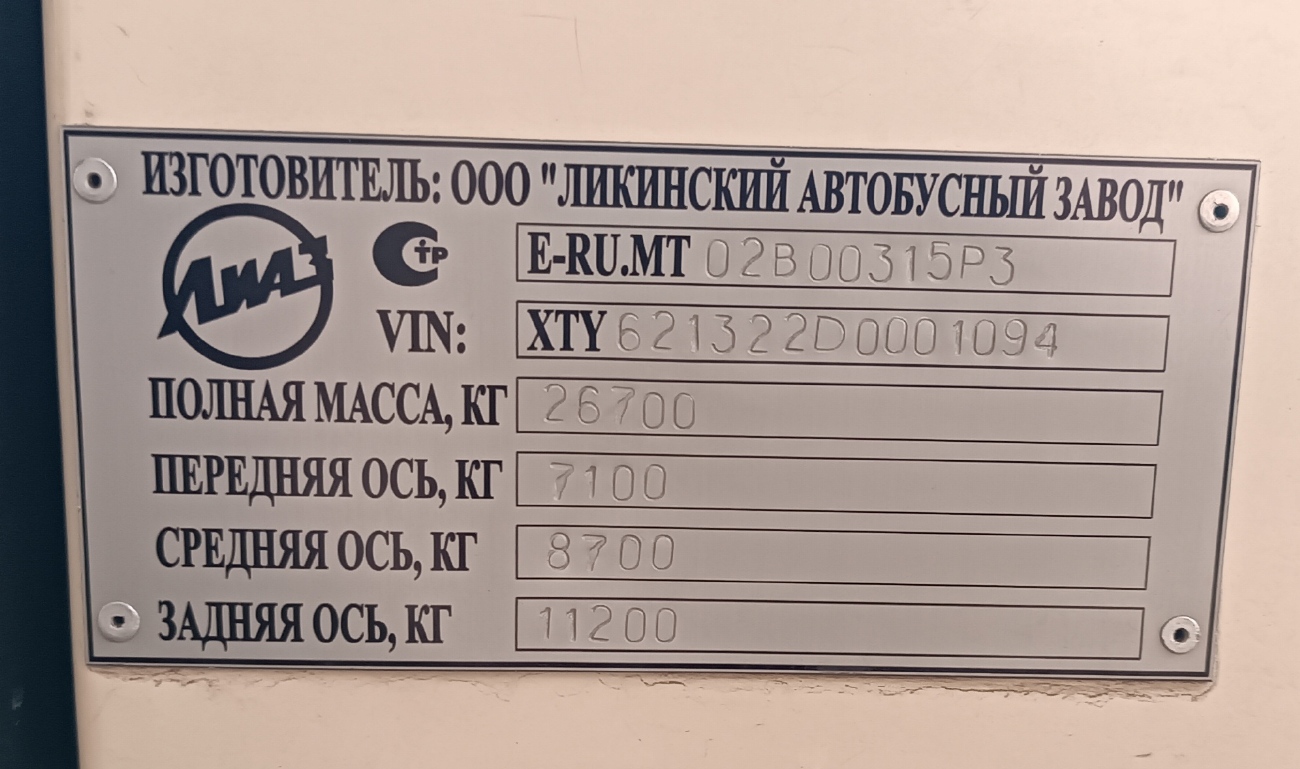 ИЗГОТОВИТЕЛЬ: ООО "ЛИКИНСКИЙ АВТОБУСНЫЙ ЗАВОД"
ЛиАЗ СТР E-RU.MT 02B00315P3
VIN: XTY 621322D0001094
ПОЛНАЯ МАССА, КГ 26700
ПЕРЕДНЯЯ ОСЬ, КГ 7100
СРЕДНЯЯ ОСЬ, КГ 8700
ЗАДНЯЯ ОСЬ, КГ 11200